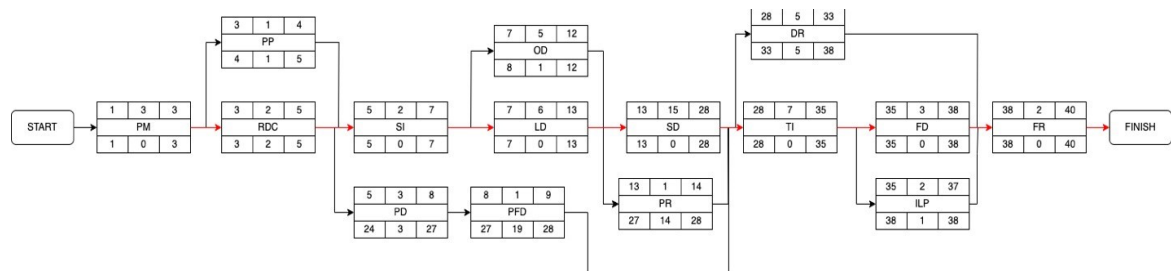 START
1 3 3
PM
1 0 3
3 1 4
PP
4 1 5
3 2 5
RDC
3 2 5
5 2 7
SI
5 0 7
5 3 8
PD
24 3 27
8 1 9
PFD
27 19 28
7 5 12
OD
8 1 12
7 6 13
LD
7 0 13
13 15 28
SD
13 0 28
13 1 14
PR
27 14 28
28 5 33
DR
33 5 38
28 7 35
TI
28 0 35
35 3 38
FD
35 0 38
35 2 37
ILP
38 1 38
38 2 40
FR
38 0 40
FINISH